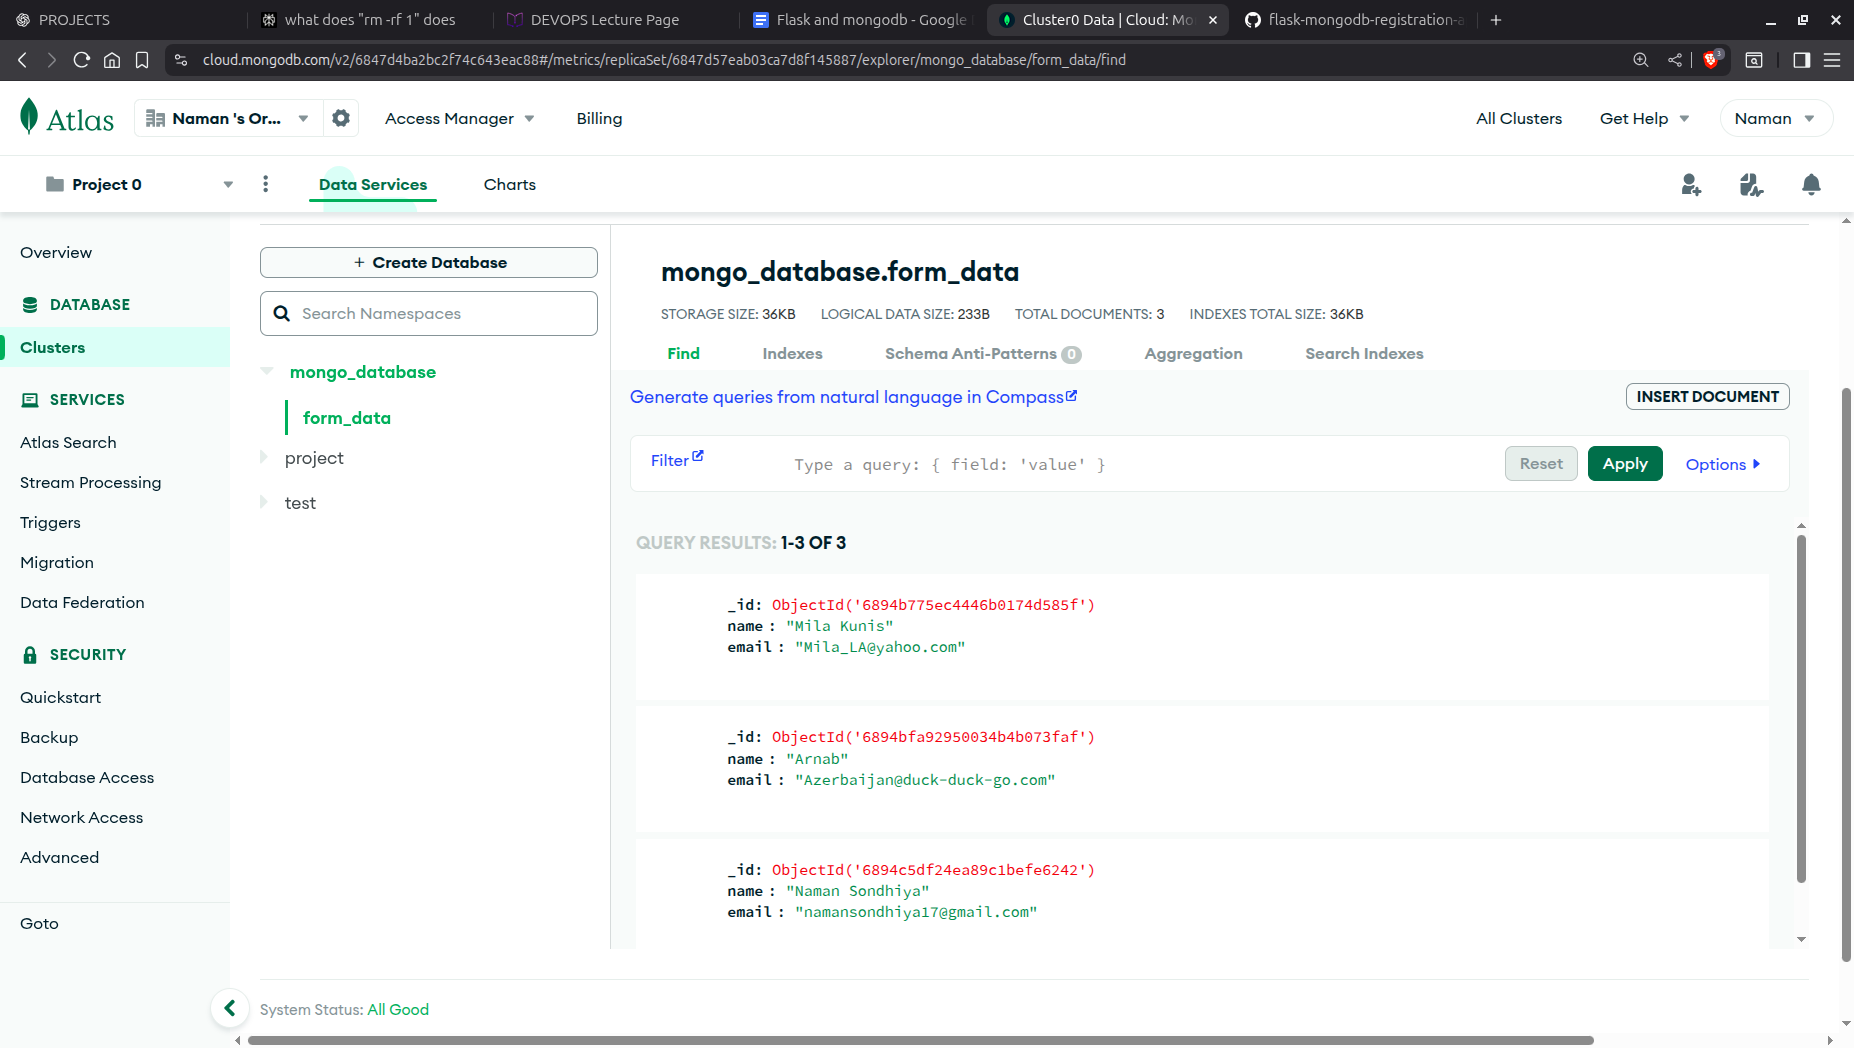 PROJECTS
what does "rm -rf 1" does
DEVOPS Lecture Page
Flask and mongodb - Google
Cluster0 Data | Cloud: Mo
flask-mongodb-registration-a
cloud.mongodb.com/v2/6847d4ba2bc2f74c643eac88#/metrics/replicaSet/6847d57eab03ca7d8f145887/explorer/mongo_database/form_data/find
3
Atlas
Naman 's Or...
Access Manager
Billing
All Clusters
Get Help
Naman
Project 0
Data Services
Charts
Overview
DATABASE
Clusters
SERVICES
Atlas Search
Stream Processing
Triggers
Migration
Data Federation
SECURITY
Quickstart
Backup
Database Access
Network Access
Advanced
Goto
+ Create Database
Search Namespaces
mongo_database
form_data
project
test
mongo_database.form_data
STORAGE SIZE: 36KB LOGICAL DATA SIZE: 233B TOTAL DOCUMENTS: 3 INDEXES TOTAL SIZE: 36KB
Find Indexes Schema Anti-Patterns 0 Aggregation Search Indexes
Generate queries from natural language in Compass
INSERT DOCUMENT
Filter
Type a query: { field: 'value' }
Reset
Apply
Options
QUERY RESULTS: 1-3 OF 3
_id: ObjectId('6894b775ec4446b0174d585f')
name : "Mila Kunis"
email : "Mila_LA@yahoo.com"
_id: ObjectId('6894bfa92950034b4b073faf')
name : "Arnab"
email : "Azerbaijan@duck-duck-go.com"
_id: ObjectId('6894c5df24ea89c1befe6242')
name : "Naman Sondhiya"
email : "namansondhiya17@gmail.com"
System Status: All Good